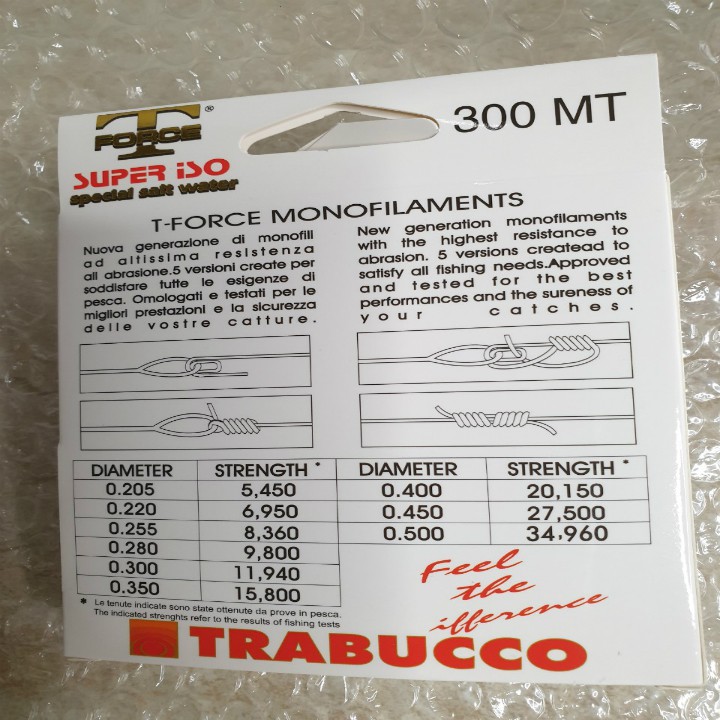 T
FORCE ®
SUPER iSO
special salt water
300 MT
T-FORCE MONOFILAMENTS
Nuova generazione di monofili
ad altissima resistenza
all abrasione.5 versioni create per
soddisfare tutte le esigenze di
pesca. Omologati e testati per le
migliori prestazioni e la sicurezza
delle vostre catture.
New generation monofilaments
with the highest resistance to
abrasion. 5 versions createad to
satisfy all fishing needs.Approved
and tested for the best
performances and the sureness of
your catches.
DIAMETER STRENGTH * DIAMETER STRENGTH *
0.205 5,450 0.400 20,150
0.220 6,950 0.450 27,500
0.255 8,360 0.500 34,960
0.280 9,800
0.300 11,940
0.350 15,800
* Le tenute indicate sono state ottenute da prove in pesca.
The indicated strenghts refer to the results of fishing tests
Feel
the
ifference
TRABUCCO